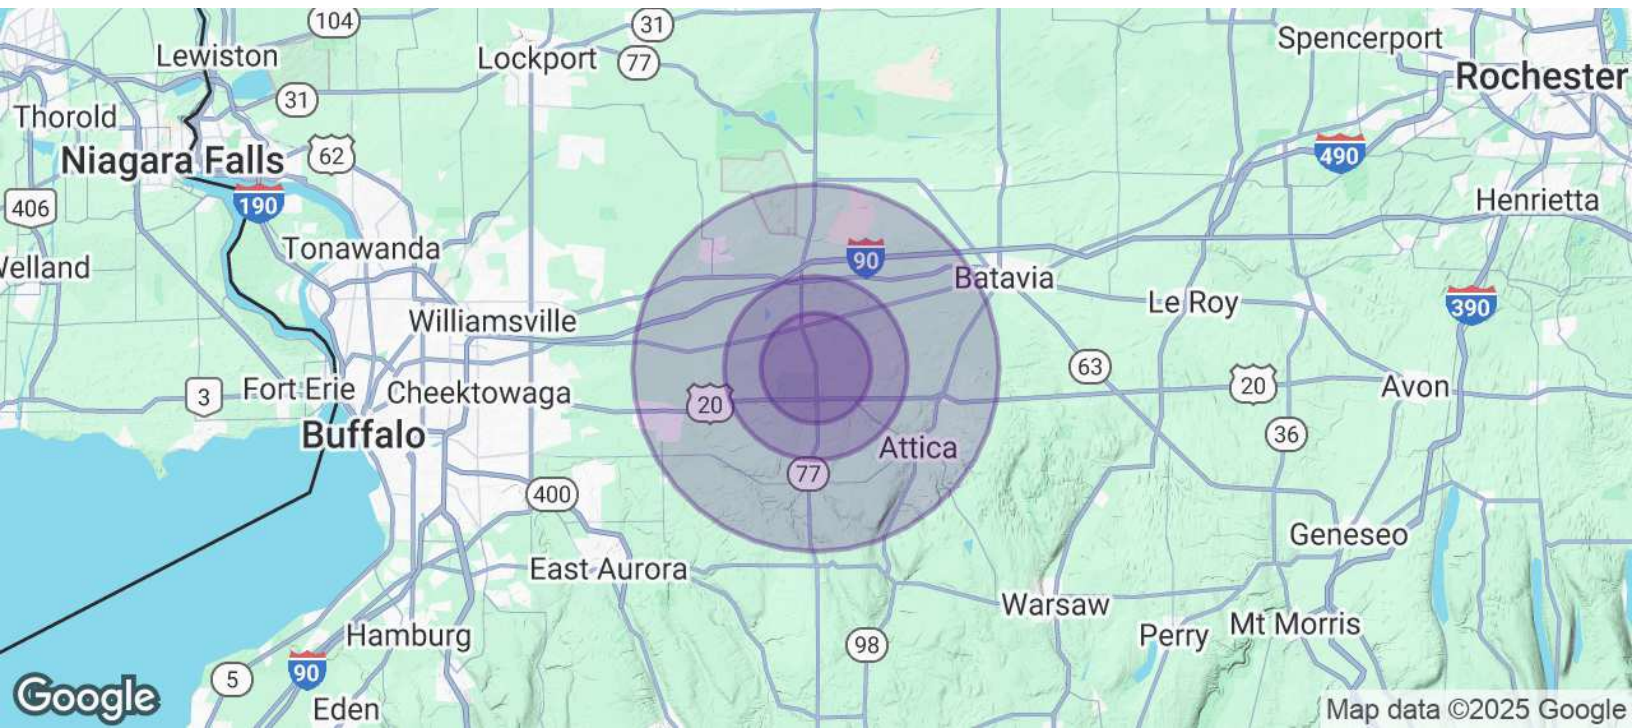 104
31
Lewiston
Lockport
77
Spencerport
Rochester
31
Thorold
62
490
Niagara Falls
190
406
Henrietta
Tonawanda
90
Welland
Batavia
Le Roy
390
Williamsville
63
20
Avon
3
Fort Erie
Cheektowaga
20
Buffalo
36
Attica
77
400
Geneseo
East Aurora
Warsaw
Hamburg
98
Perry
Mt Morris
5
90
Google
Eden
Map data ©2025 Google